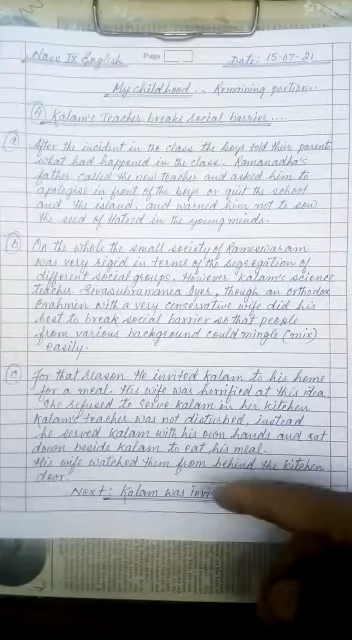 Class IX English Page Date: 15-07-21
My childhood... Remaining portion...
9) Kalam's Teacher breaks social barrier....
a) After the incident in the class the boys told their parents
what had happened in the class. Ramanadha's
father called the new teacher and asked him to
apologise in front of the boys or quit the school
and the island. and warned him not to sow
the seed of Hatred in the young minds.
b) On the whole the small society of Rameswaram
was very rigid in terms of the segregation of
different social groups. However kalam's science
teacher Sivasubramania Iyer, though an Orthodox
Brahmin with a very conservative wife did his
best to break social barrier so that people
from various background could mingle (mix)
easily.
c) For that reason He invited Kalam to his home
for a meal. His wife was horrified at this idea
She refused to serve Kalam in her kitchen
Kalam's teacher was not disturbed, instead
he served Kalam with his own hands and sat
down beside Kalam to eat his meal.
His wife watched them from behind the kitchen
door.
Next: Kalam was invi